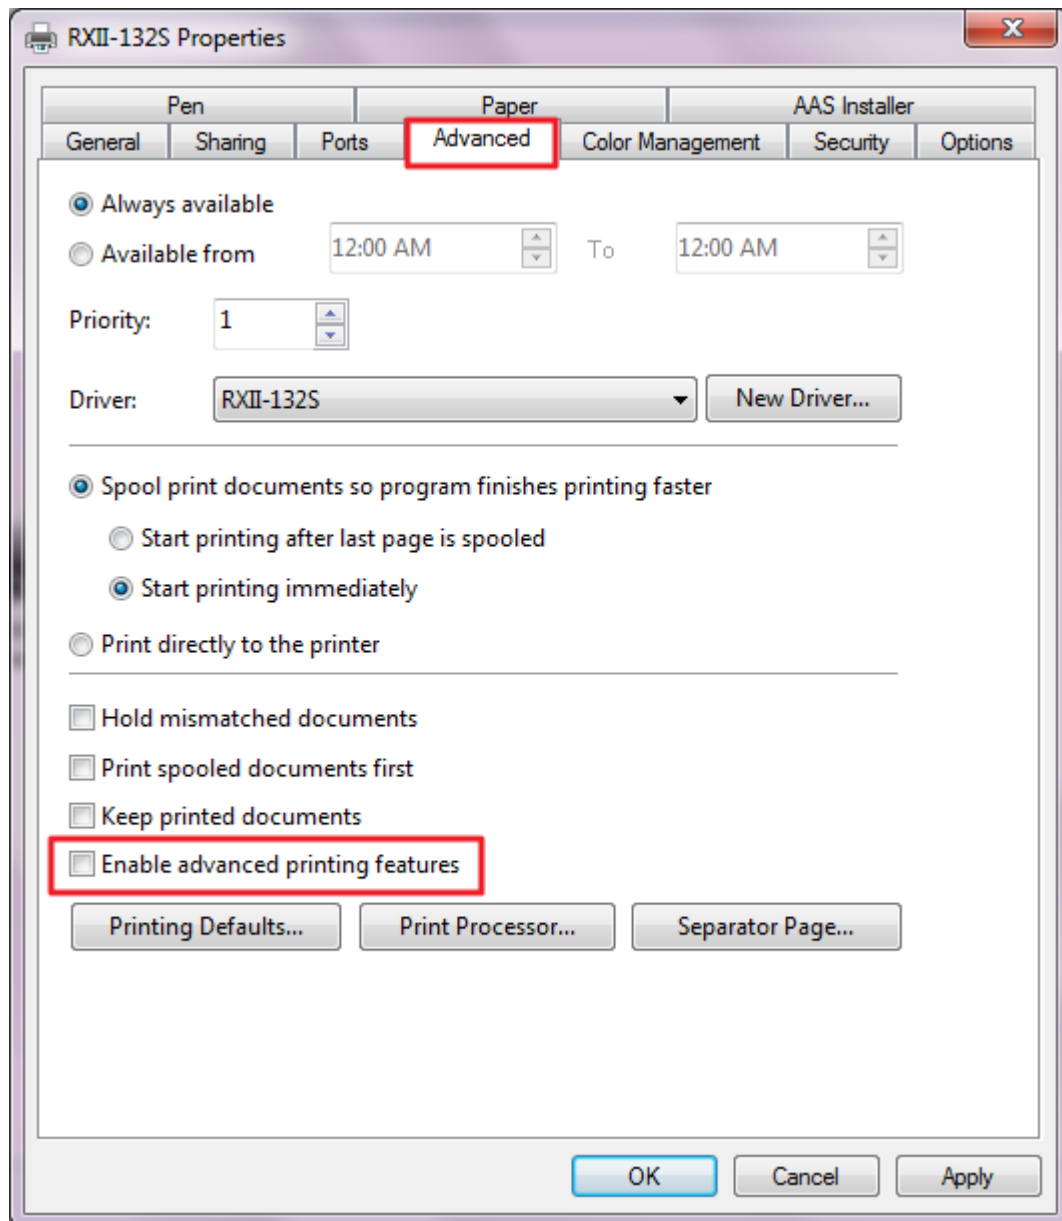 RXII-132S Properties
Pen Paper AAS Installer
General Sharing Ports Advanced Color Management Security Options
Always available
Available from 12:00 AM To 12:00 AM
Priority: 1
Driver: RXII-132S New Driver...
Spool print documents so program finishes printing faster
Start printing after last page is spooled
Start printing immediately
Print directly to the printer
Hold mismatched documents
Print spooled documents first
Keep printed documents
Enable advanced printing features
Printing Defaults... Print Processor... Separator Page...
OK Cancel Apply